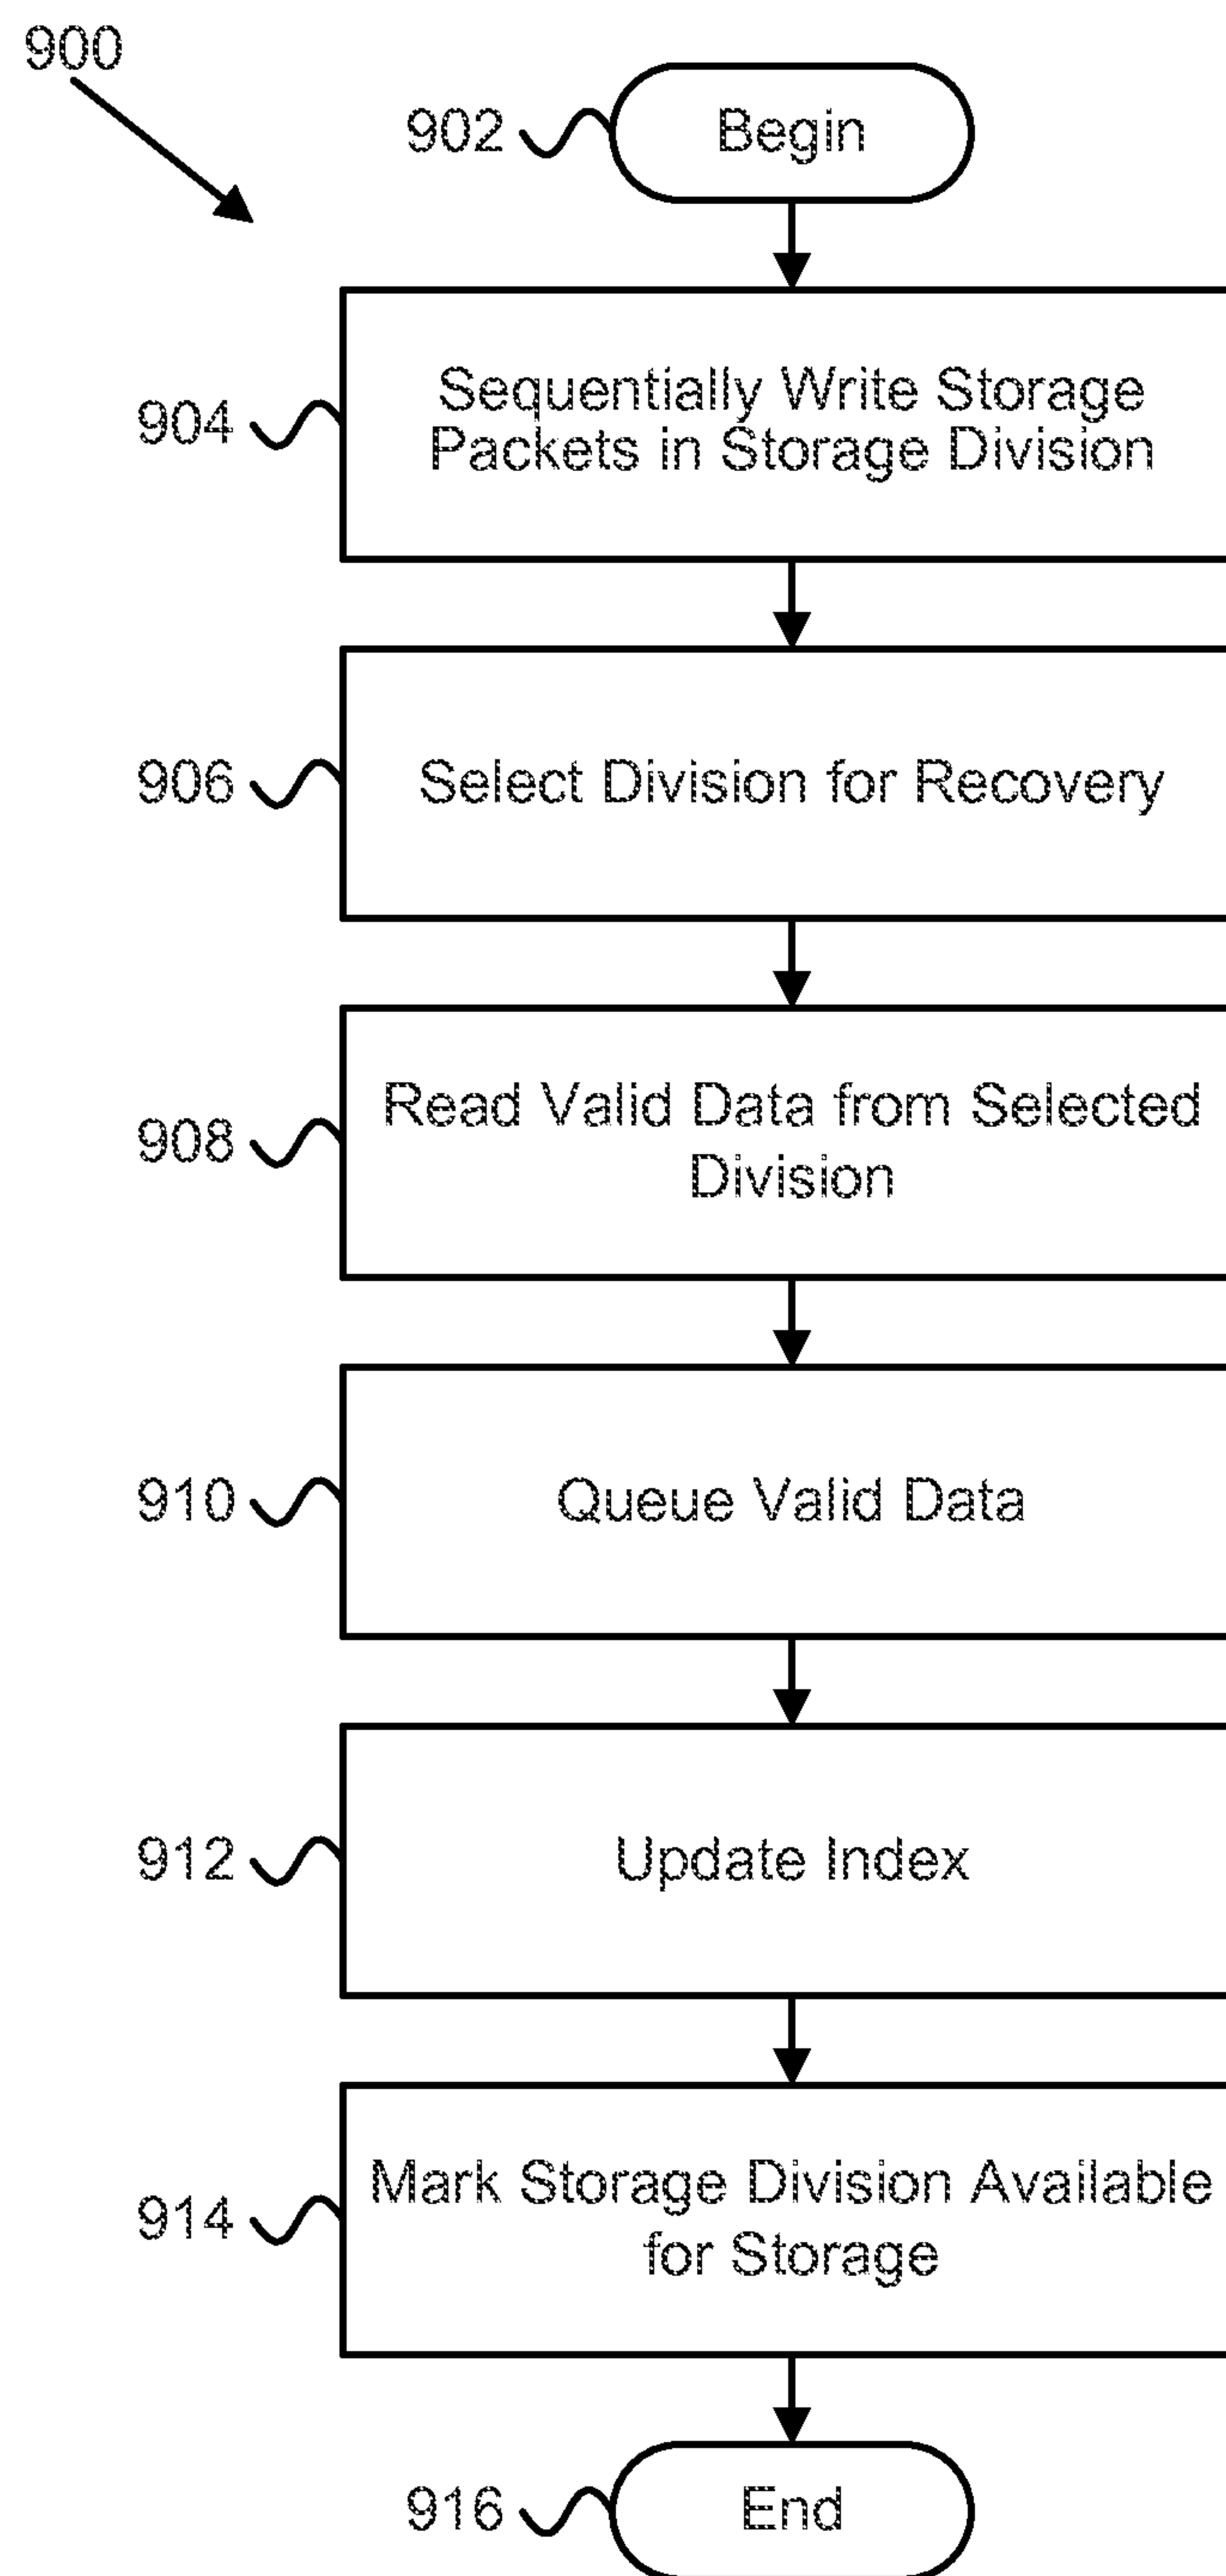 900
902
Begin
904
Sequentially Write Storage
Packets in Storage Division
906
Select Division for Recovery
908
Read Valid Data from Selected
Division
910
Queue Valid Data
912
Update Index
914
Mark Storage Division Available
for Storage
916
End